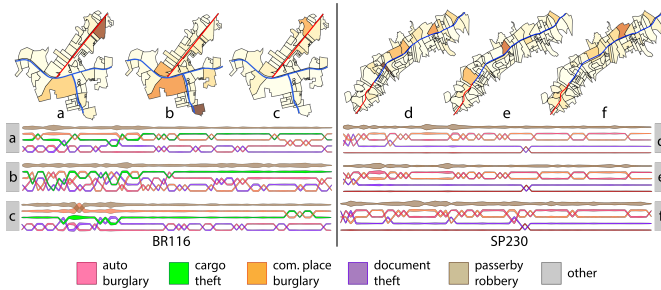 a b c d e f
a
b
c
d
e
f
BR116 SP230
auto burglary
cargo theft
com. place burglary
document theft
passerby robbery
other